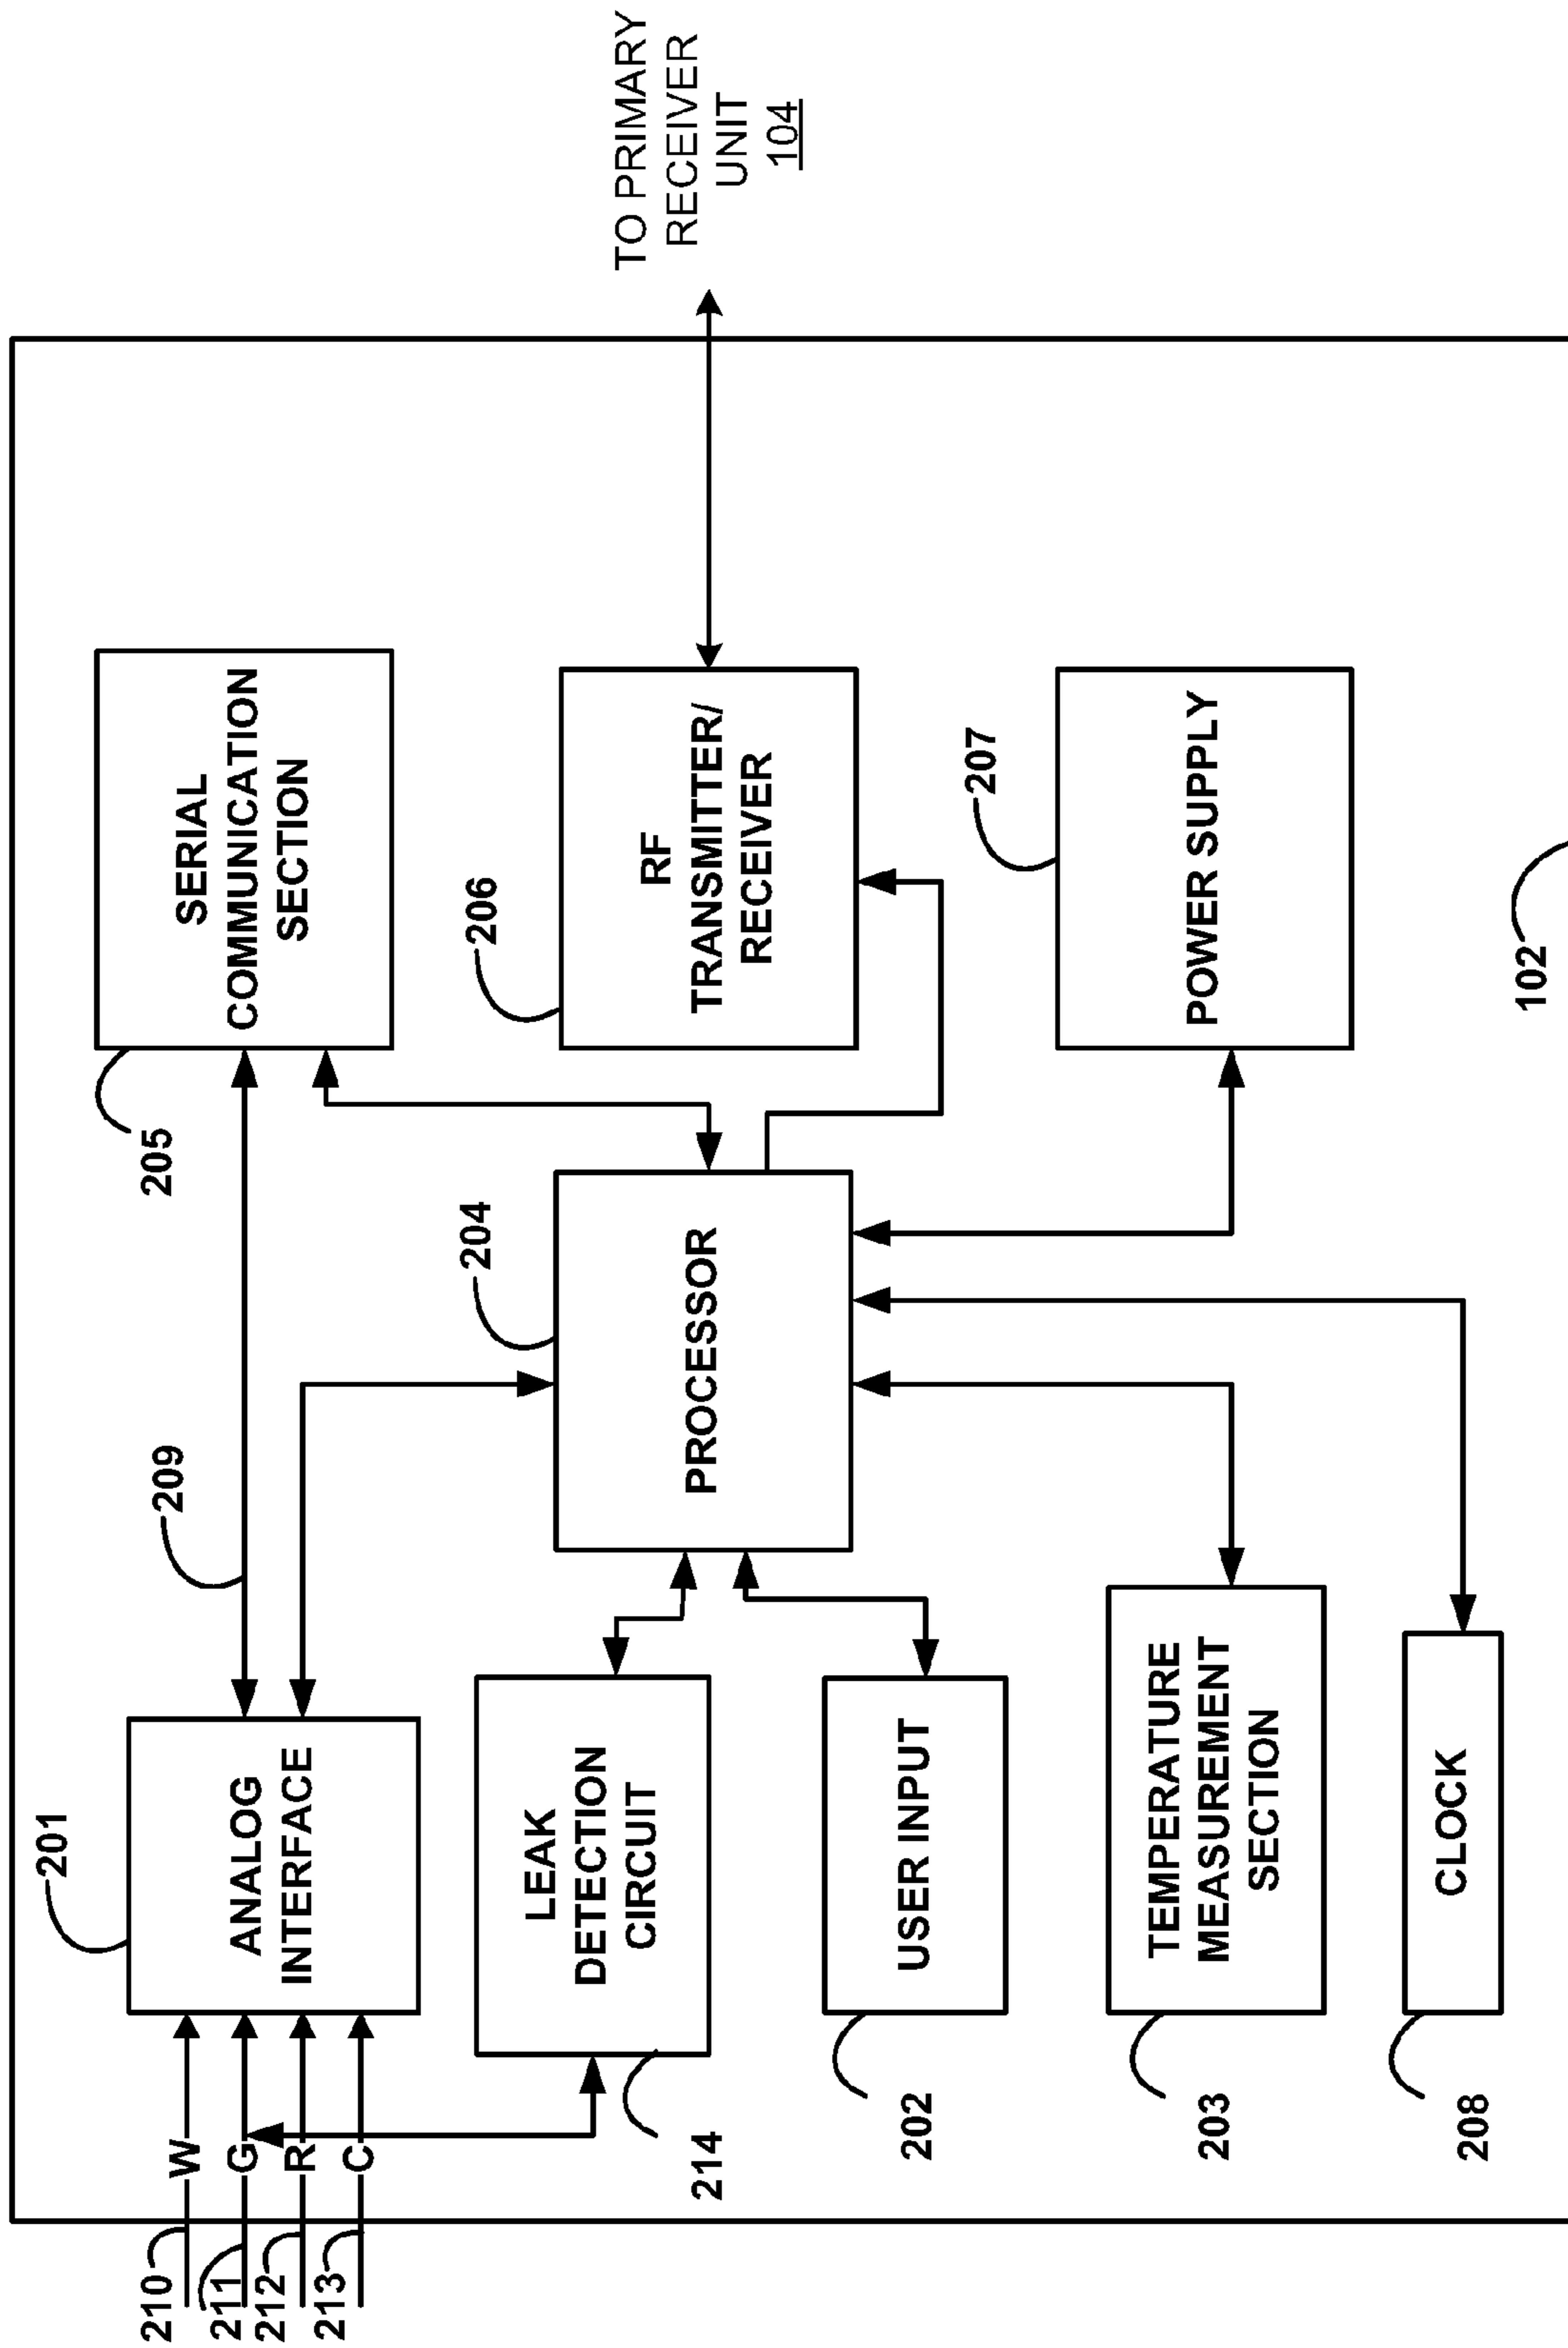 210
211
212
213
W
G
R
C
201
ANALOG
INTERFACE
209
205
SERIAL
COMMUNICATION
SECTION
214
LEAK
DETECTION
CIRCUIT
204
PROCESSOR
206
RF
TRANSMITTER/
RECEIVER
TO PRIMARY
RECEIVER
UNIT
104
202
USER INPUT
207
POWER SUPPLY
203
TEMPERATURE
MEASUREMENT
SECTION
208
CLOCK
102